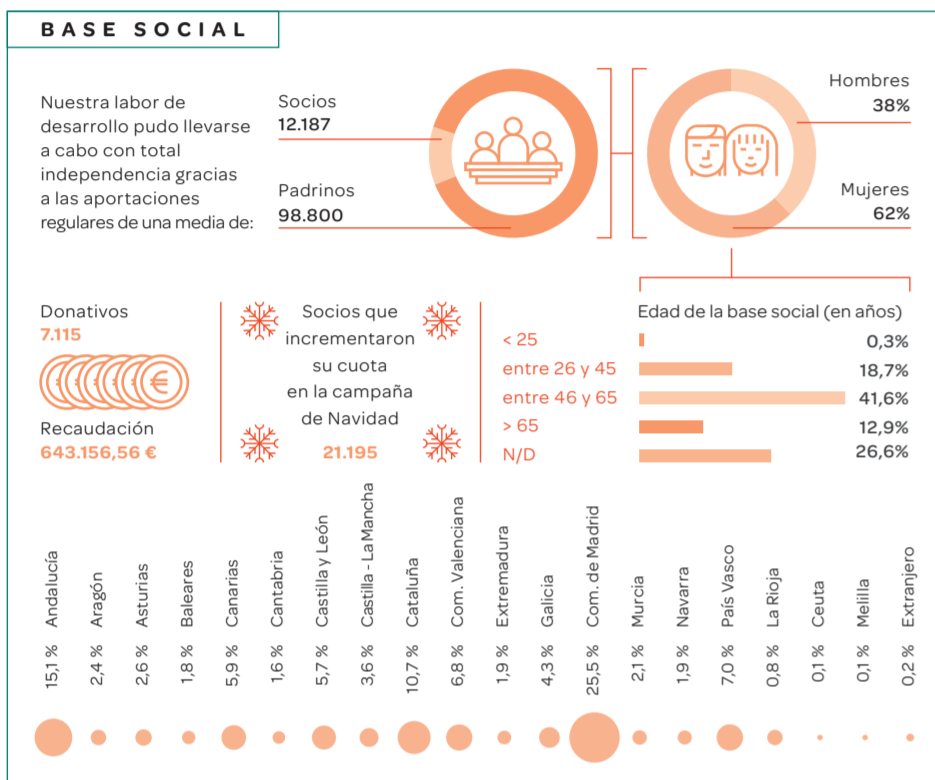 BASE SOCIAL
Nuestra labor de
desarrollo pudo llevarse
a cabo con total
independencia gracias
a las aportaciones
regulares de una media de:
Socios
12.187
Padrinos
98.800
Hombres
38%
Mujeres
62%
Donativos
7.115
€
Recaudación
643.156,56 €
Socios que
incrementaron
su cuota
en la campaña
de Navidad
21.195
Edad de la base social (en años)
< 25 0,3%
entre 26 y 45 18,7%
entre 46 y 65 41,6%
> 65 12,9%
N/D 26,6%
15,1 % Andalucía
2,4 % Aragón
2,6 % Asturias
1,8 % Baleares
5,9 % Canarias
1,6 % Cantabria
5,7 % Castilla y León
3,6 % Castilla - La Mancha
10,7 % Cataluña
6,8 % Com. Valenciana
1,9 % Extremadura
4,3 % Galicia
25,5 % Com. de Madrid
2,1 % Murcia
1,9 % Navarra
7,0 % País Vasco
0,8 % La Rioja
0,1 % Ceuta
0,1 % Melilla
0,2 % Extranjero